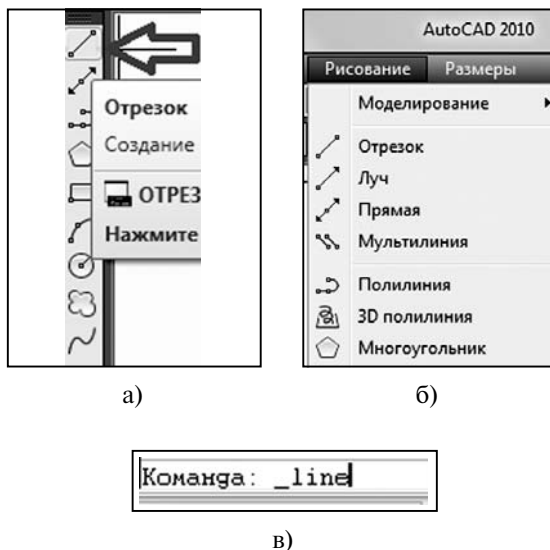 Отрезок
Создание
ОТРЕЗ
Нажмите
а)
AutoCAD 2010
Рисование Размеры
Моделирование
Отрезок
Луч
Прямая
Мультилиния
Полилиния
3D полилиния
Многоугольник
б)
Команда: _line
в)